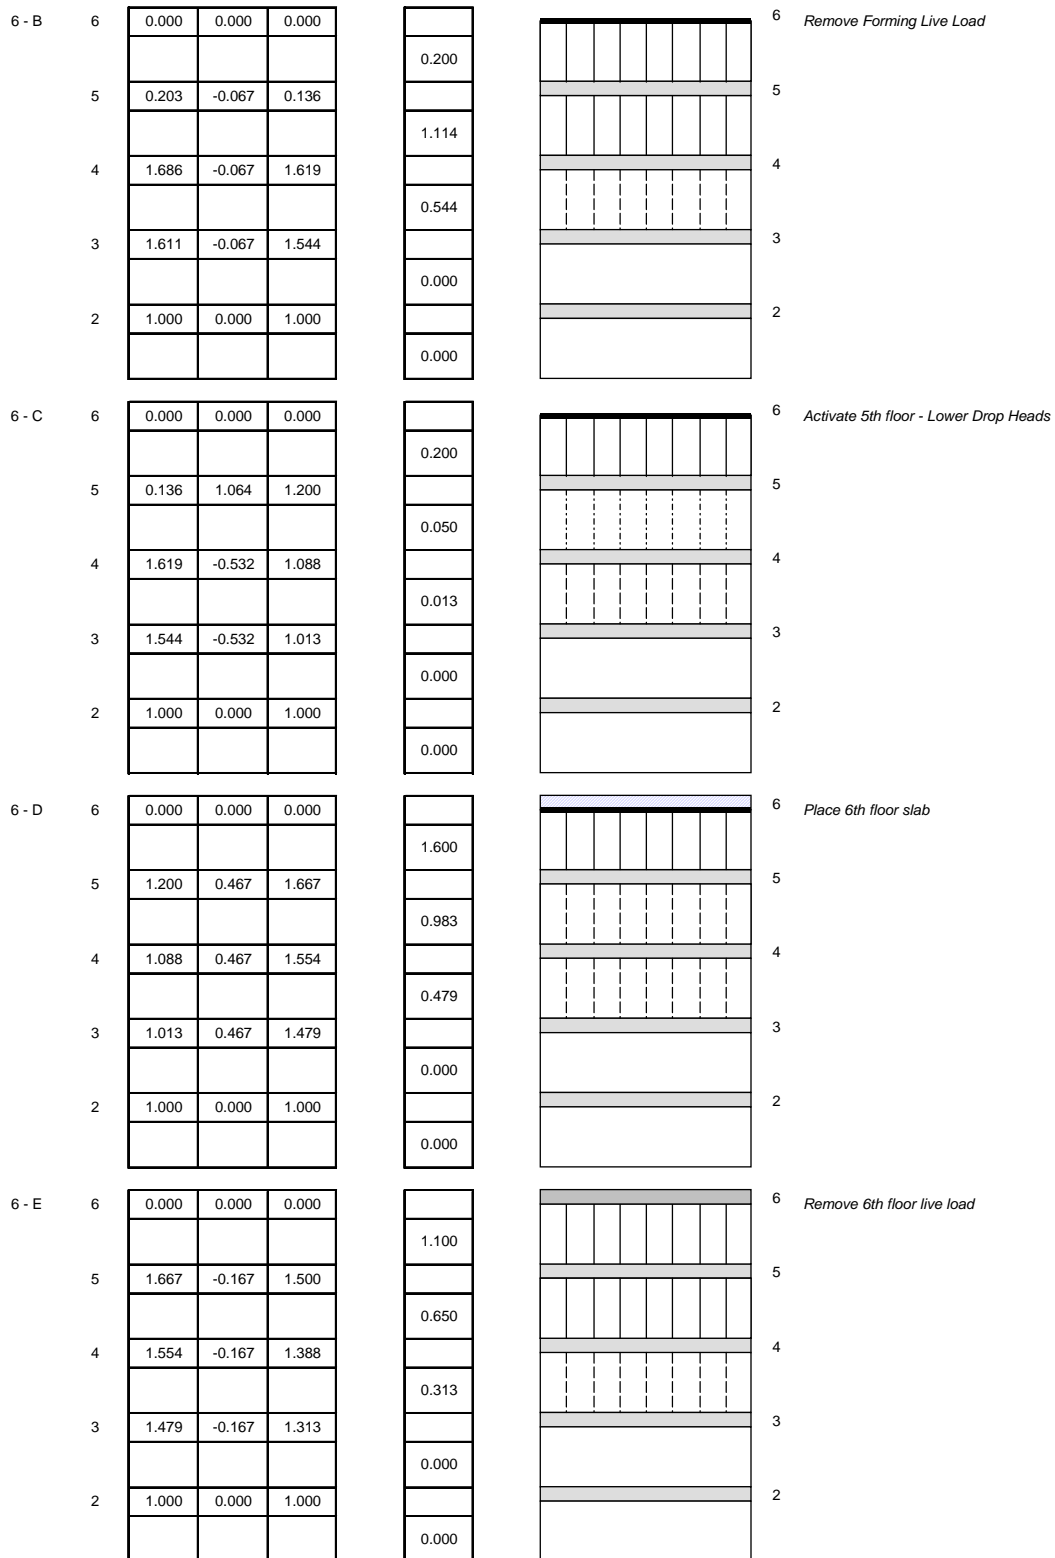 6 - B 6 0.000 0.000 0.000 6 Remove Forming Live Load
0.200
5 0.203 -0.067 0.136 5
1.114
4 1.686 -0.067 1.619 4
0.544
3 1.611 -0.067 1.544 3
0.000
2 1.000 0.000 1.000 2
0.000
6 - C 6 0.000 0.000 0.000 6 Activate 5th floor - Lower Drop Heads
0.200
5 0.136 1.064 1.200 5
0.050
4 1.619 -0.532 1.088 4
0.013
3 1.544 -0.532 1.013 3
0.000
2 1.000 0.000 1.000 2
0.000
6 - D 6 0.000 0.000 0.000 6 Place 6th floor slab
1.600
5 1.200 0.467 1.667 5
0.983
4 1.088 0.467 1.554 4
0.479
3 1.013 0.467 1.479 3
0.000
2 1.000 0.000 1.000 2
0.000
6 - E 6 0.000 0.000 0.000 6 Remove 6th floor live load
1.100
5 1.667 -0.167 1.500 5
0.650
4 1.554 -0.167 1.388 4
0.313
3 1.479 -0.167 1.313 3
0.000
2 1.000 0.000 1.000 2
0.000